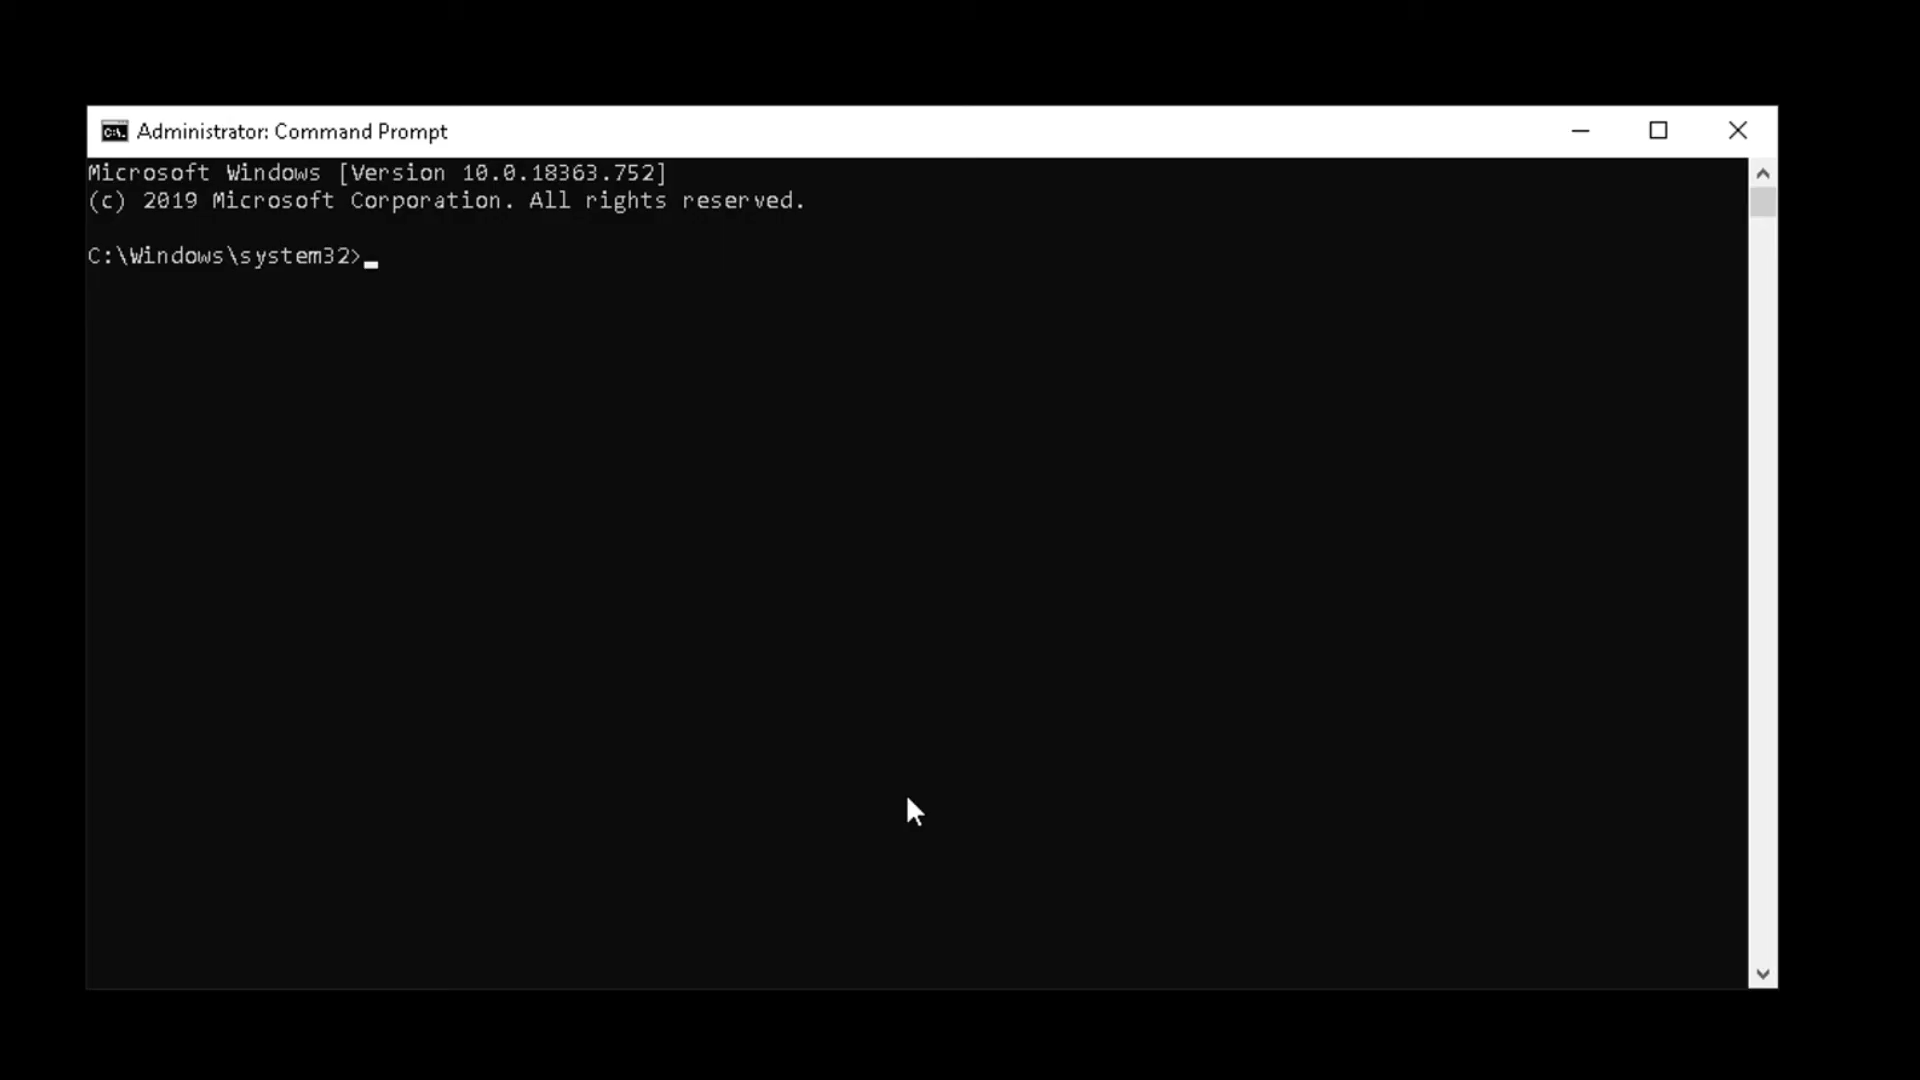 Administrator: Command Prompt
Microsoft Windows [Version 10.0.18363.752]
(c) 2019 Microsoft Corporation. All rights reserved.
C:\Windows\system32>